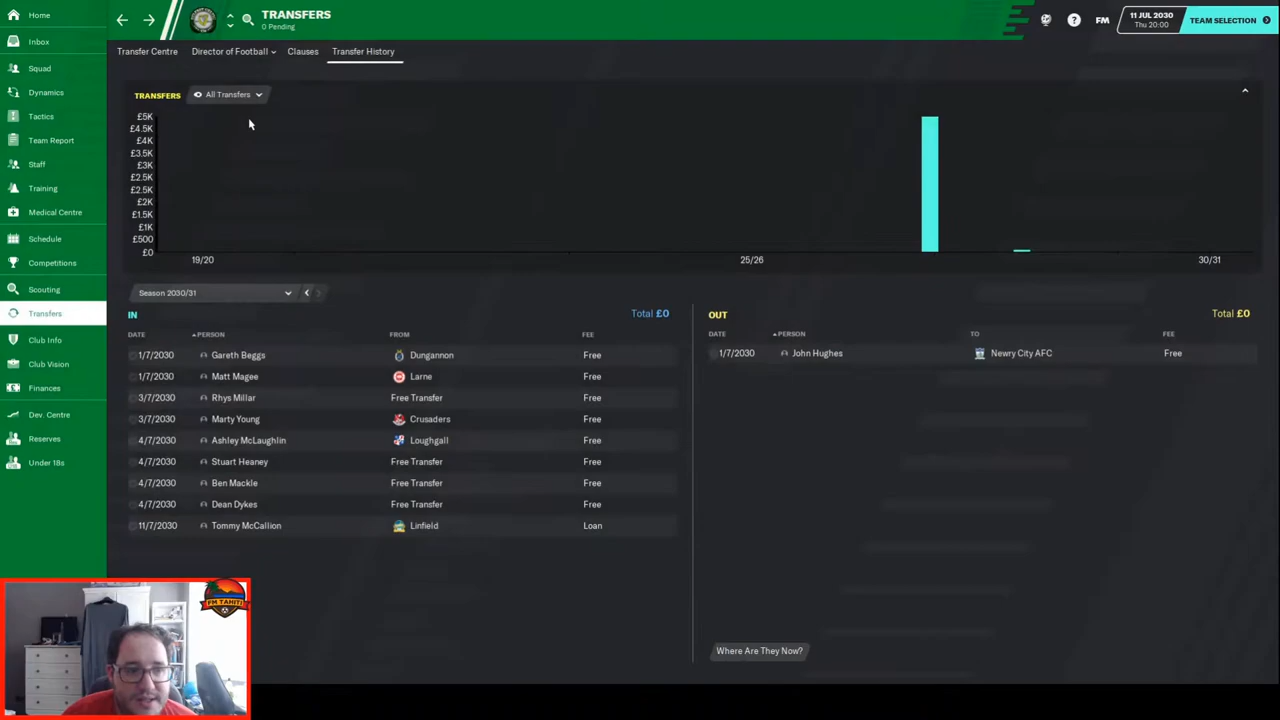 Home
Inbox
Squad
Dynamics
Tactics
Team Report
Staff
Training
Medical Centre
Schedule
Competitions
Scouting
Transfers
Club Info
Club Vision
Finances
Dev. Centre
Reserves
Under 18s
TRANSFERS
0 Pending
? FM 11 JUL 2030
Thu 20:00
TEAM SELECTION
Transfer Centre Director of Football Clauses Transfer History
TRANSFERS All Transfers
£5K
£4.5K
£4K
£3.5K
£3K
£2.5K
£2K
£1.5K
£1K
£500
£0
19/20 25/26 30/31
Season 2030/31
IN Total £0
DATE PERSON FROM FEE
1/7/2030 Gareth Beggs Dungannon Free
1/7/2030 Matt Magee Larne Free
3/7/2030 Rhys Millar Free Transfer Free
3/7/2030 Marty Young Crusaders Free
4/7/2030 Ashley McLaughlin Loughgall Free
4/7/2030 Stuart Heaney Free Transfer Free
4/7/2030 Ben Mackle Free Transfer Free
4/7/2030 Dean Dykes Free Transfer Free
11/7/2030 Tommy McCallion Linfield Loan
OUT Total £0
DATE PERSON TO FEE
1/7/2030 John Hughes Newry City AFC Free
Where Are They Now?
FM TAHITI